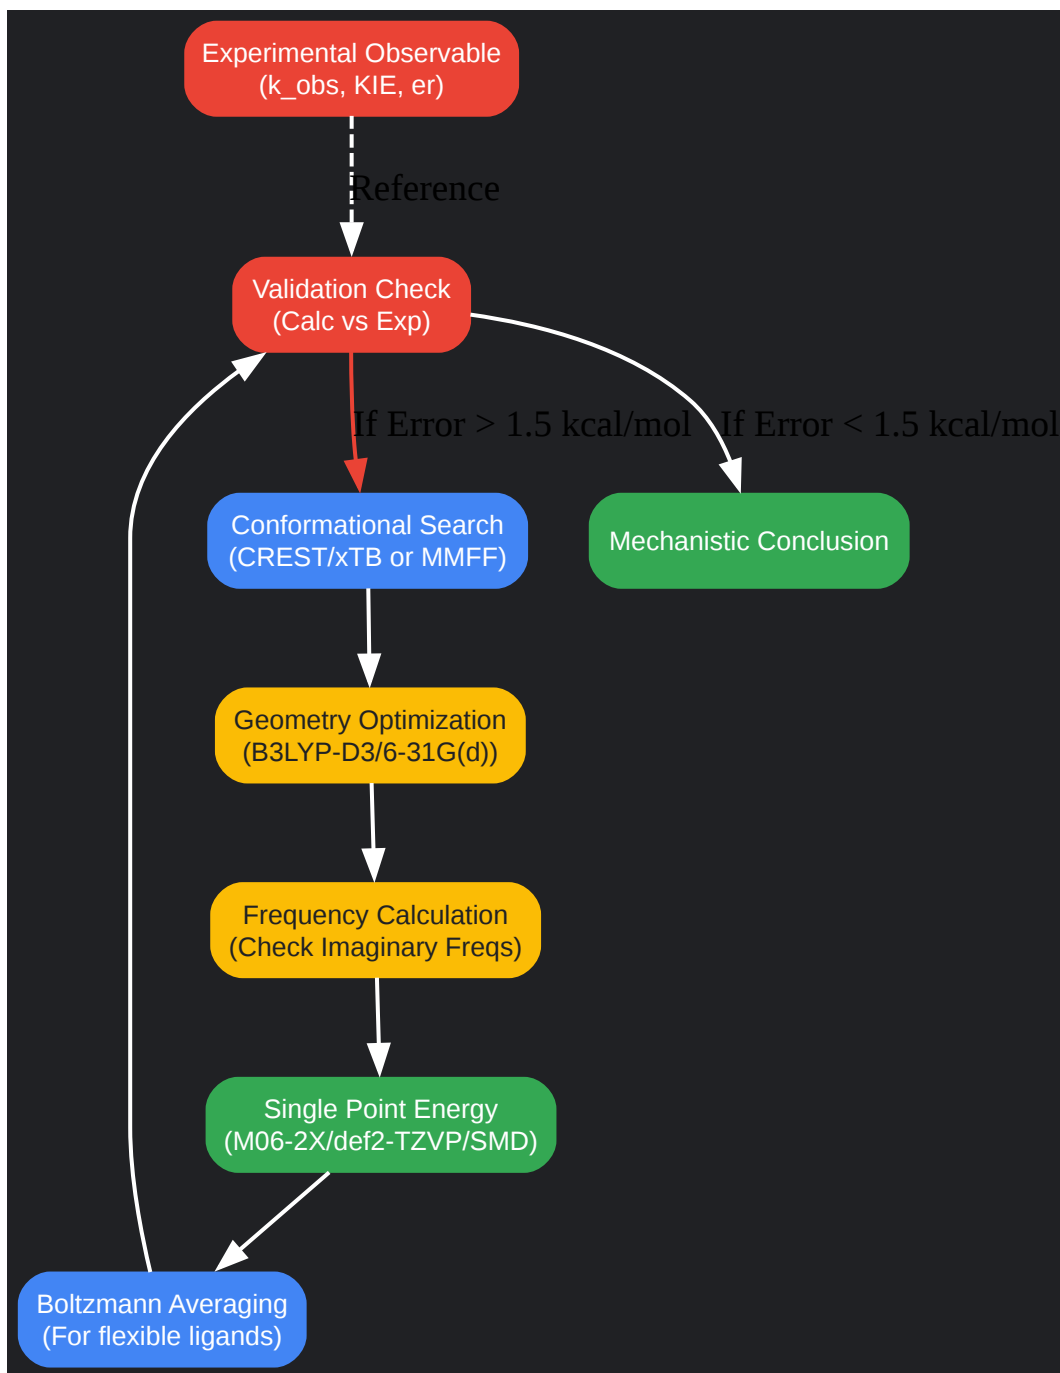 Experimental Observable
(k_obs, KIE, er)
Reference
Validation Check
(Calc vs Exp)
If Error > 1.5 kcal/mol
If Error < 1.5 kcal/mol
Conformational Search
(CREST/xTB or MMFF)
Mechanistic Conclusion
Geometry Optimization
(B3LYP-D3/6-31G(d))
Frequency Calculation
(Check Imaginary Freqs)
Single Point Energy
(M06-2X/def2-TZVP/SMD)
Boltzmann Averaging
(For flexible ligands)